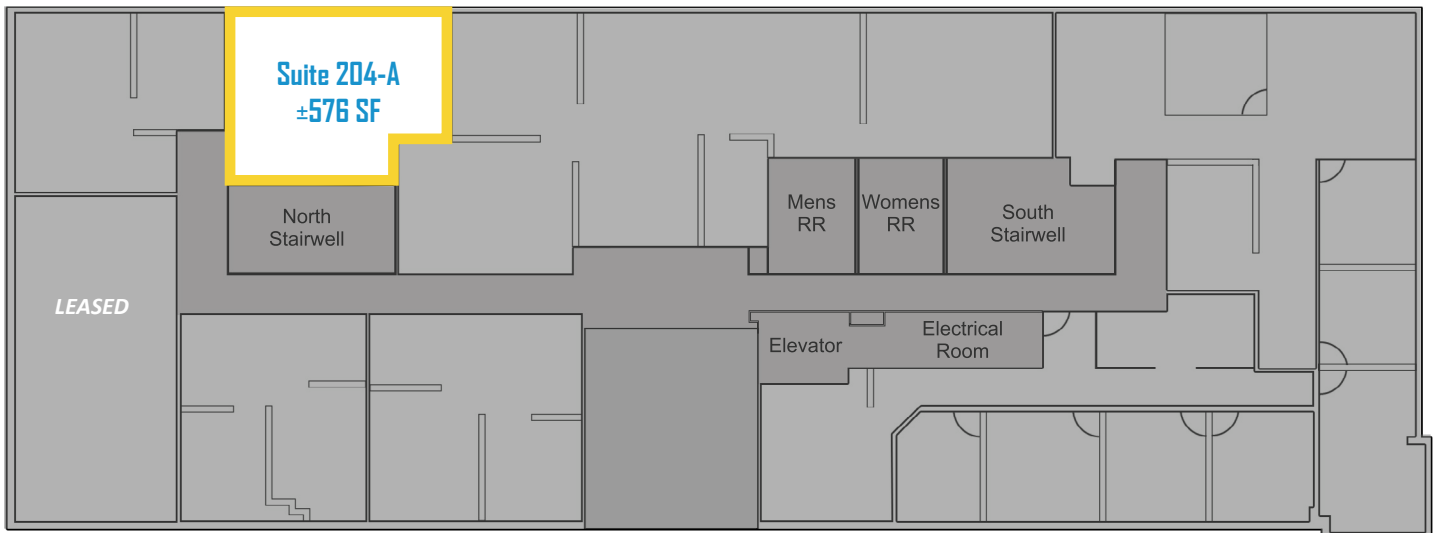 Suite 204-A
±576 SF
North
Stairwell
Mens
RR
Womens
RR
South
Stairwell
LEASED
Elevator
Electrical
Room